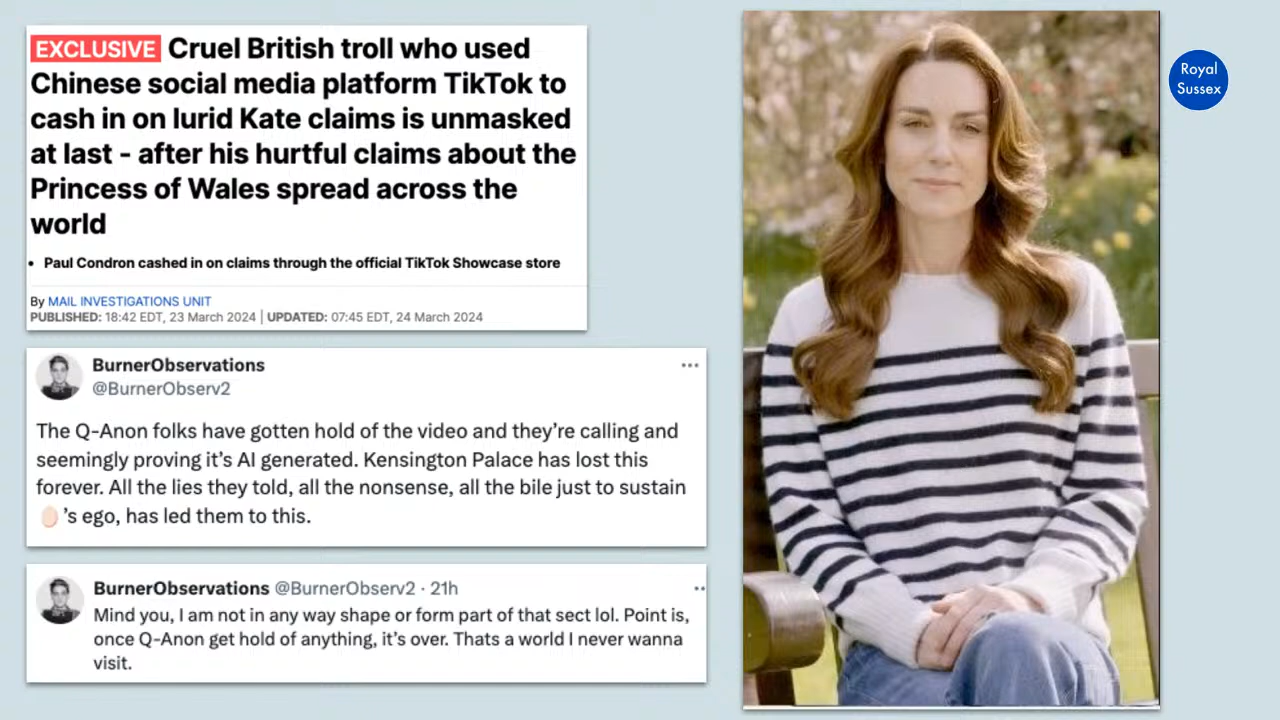 EXCLUSIVE Cruel British troll who used
Chinese social media platform TikTok to
cash in on lurid Kate claims is unmasked
at last - after his hurtful claims about the
Princess of Wales spread across the
world
• Paul Condron cashed in on claims through the official TikTok Showcase store
By MAIL INVESTIGATIONS UNIT
PUBLISHED: 18:42 EDT, 23 March 2024 | UPDATED: 07:45 EDT, 24 March 2024
BurnerObservations
@BurnerObserv2
The Q-Anon folks have gotten hold of the video and they’re calling and
seemingly proving it’s AI generated. Kensington Palace has lost this
forever. All the lies they told, all the nonsense, all the bile just to sustain
🥚’s ego, has led them to this.
BurnerObservations @BurnerObserv2 · 21h
Mind you, I am not in any way shape or form part of that sect lol. Point is,
once Q-Anon get hold of anything, it’s over. Thats a world I never wanna
visit.
Royal
Sussex